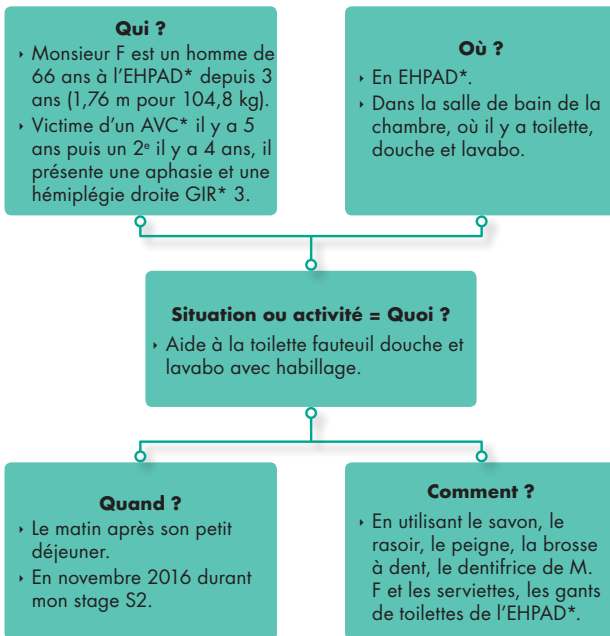 Qui ?
‣ Monsieur F est un homme de
66 ans à l’EHPAD* depuis 3
ans (1,76 m pour 104,8 kg).
‣ Victime d’un AVC* il y a 5
ans puis un 2e il y a 4 ans, il
présente une aphasie et une
hémiplégie droite GIR* 3.
Où ?
‣ En EHPAD*.
‣ Dans la salle de bain de la
chambre, où il y a toilette,
douche et lavabo.
Situation ou activité = Quoi ?
‣ Aide à la toilette fauteuil douche et
lavabo avec habillage.
Quand ?
‣ Le matin après son petit
déjeuner.
‣ En novembre 2016 durant
mon stage S2.
Comment ?
‣ En utilisant le savon, le
rasoir, le peigne, la brosse
à dent, le dentifrice de M.
F et les serviettes, les gants
de toilettes de l’EHPAD*.